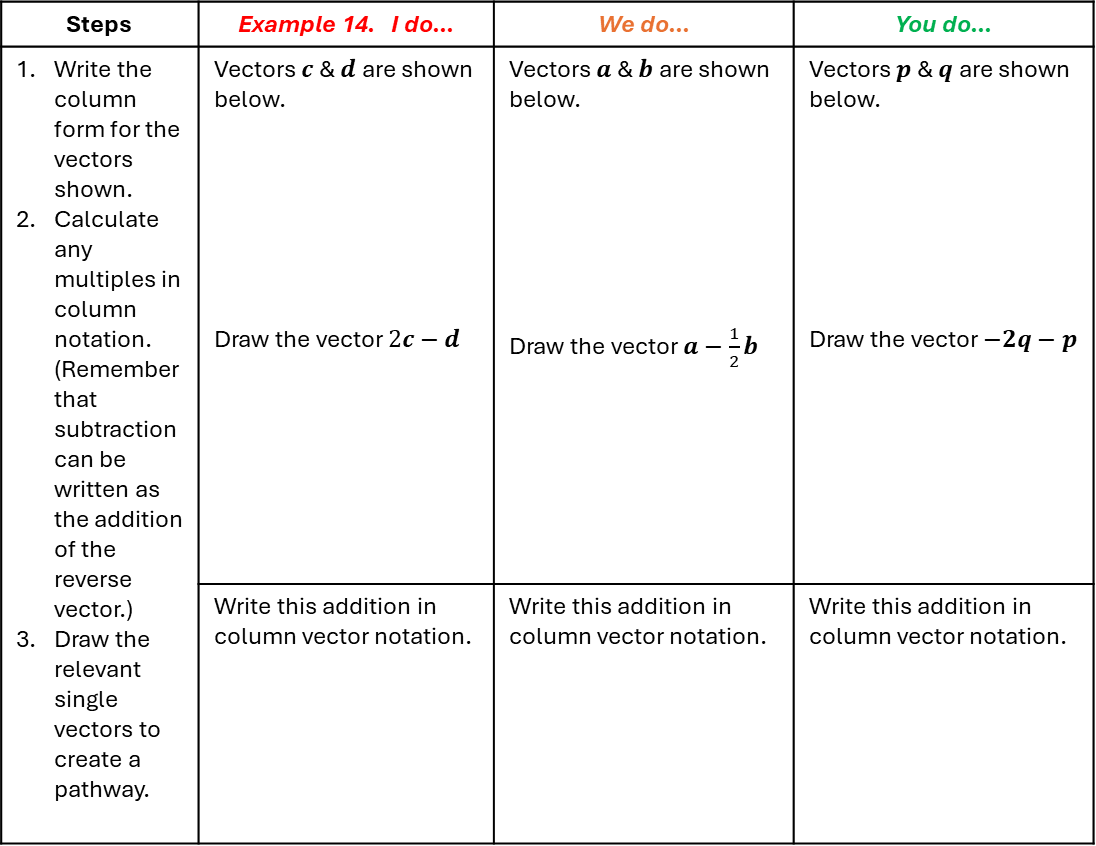 Steps
Example 14. I do...
We do...
You do...
1. Write the
column
form for the
vectors
shown.
2. Calculate
any
multiples in
column
notation.
(Remember
that
subtraction
can be
written as
the addition
of the
reverse
vector.)
3. Draw the
relevant
single
vectors to
create a
pathway.
Vectors c & d are shown
below.
Draw the vector 2c − d
Vectors a & b are shown
below.
Draw the vector a − 1/2 b
Vectors p & q are shown
below.
Draw the vector −2q − p
Write this addition in
column vector notation.
Write this addition in
column vector notation.
Write this addition in
column vector notation.